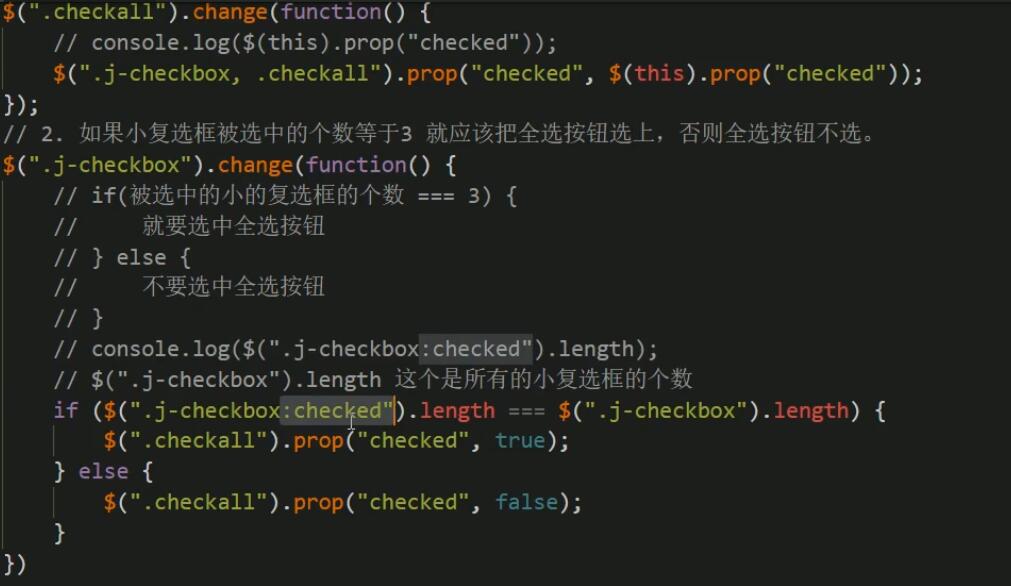 $(".checkall").change(function() {
    // console.log($(this).prop("checked"));
    $(".j-checkbox, .checkall").prop("checked", $(this).prop("checked"));
});
// 2. 如果小复选框被选中的个数等于3 就应该把全选按钮选上，否则全选按钮不选。
$(".j-checkbox").change(function() {
    // if(被选中的小的复选框的个数 === 3) {
    //     就要选中全选按钮
    // } else {
    //     不要选中全选按钮
    // }
    // console.log($(".j-checkbox:checked").length);
    // $(".j-checkbox").length 这个是所有的小复选框的个数
    if ($(".j-checkbox:checked").length === $(".j-checkbox").length) {
        $(".checkall").prop("checked", true);
    } else {
        $(".checkall").prop("checked", false);
    }
})